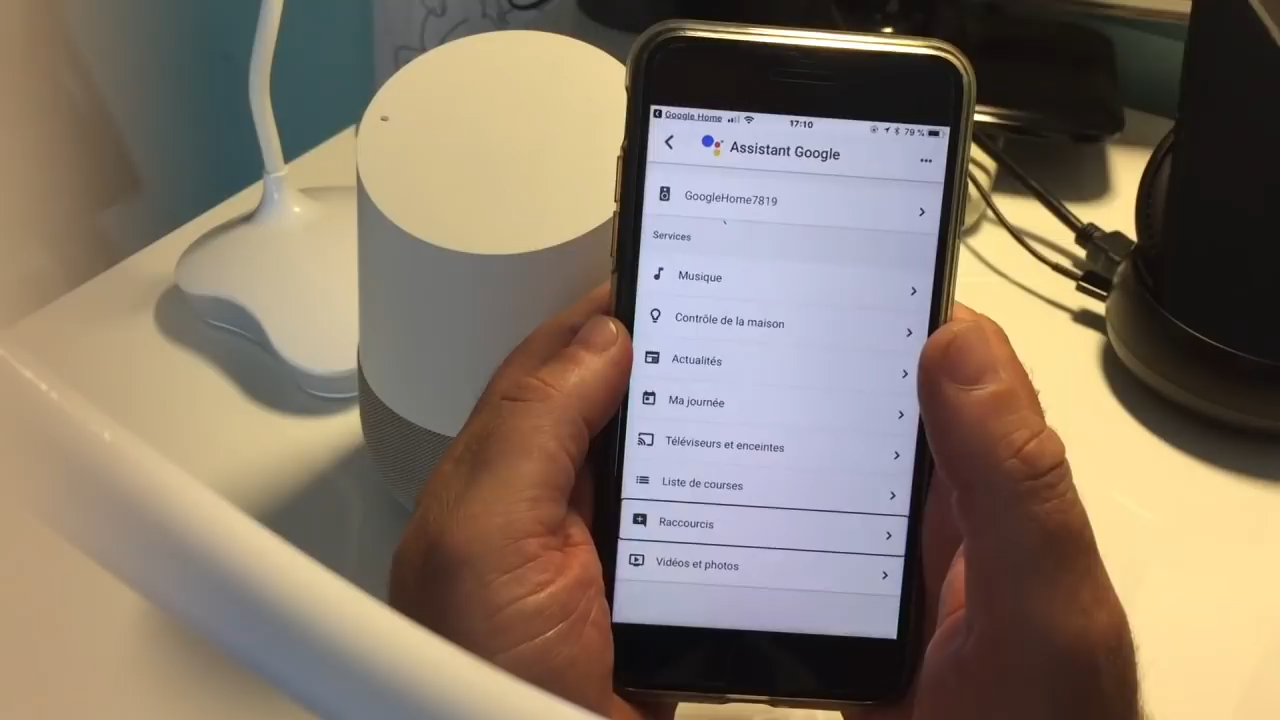 Google Home 17:10 79 %
Assistant Google
GoogleHome7819
Services
Musique
Contrôle de la maison
Actualités
Ma journée
Téléviseurs et enceintes
Liste de courses
Raccourcis
Vidéos et photos